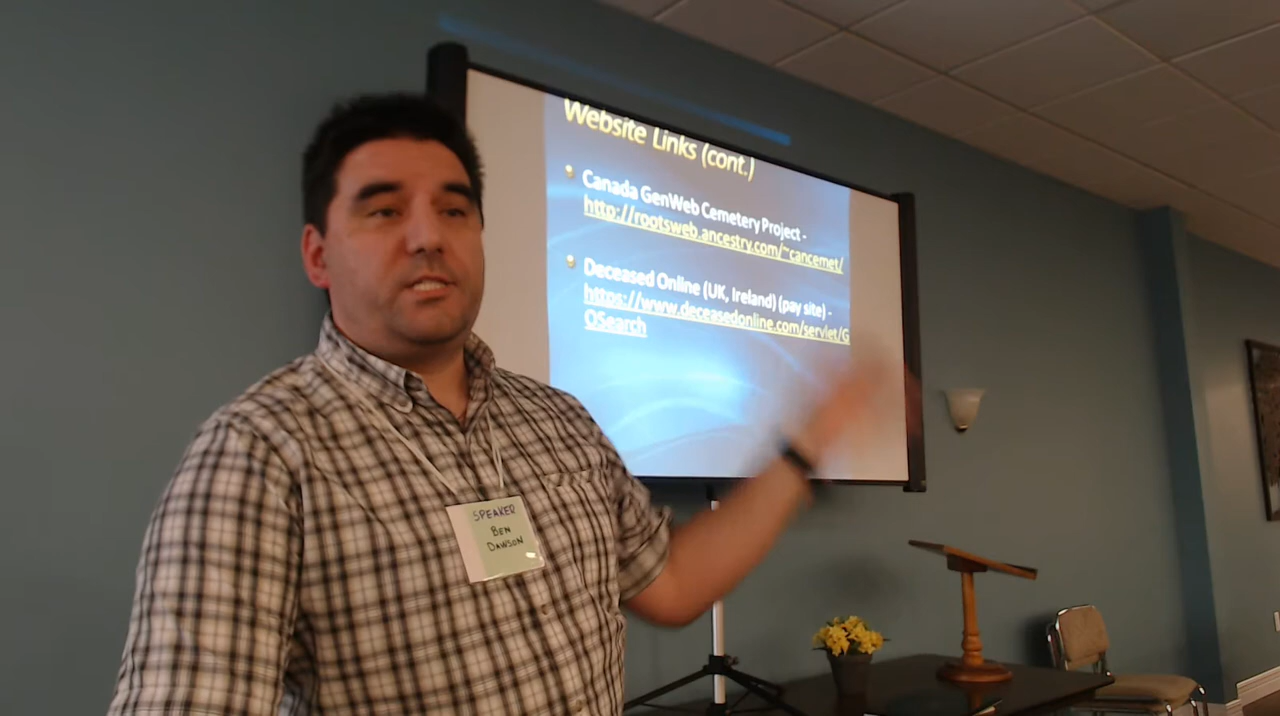 Website Links (cont.)
Canada GenWeb Cemetery Project -
http://rootsweb.ancestry.com/~cancemet/
Deceased Online (UK, Ireland) (pay site) -
https://www.deceasedonline.com/servlet/G
OSearch
SPEAKER
BEN
DAWSON